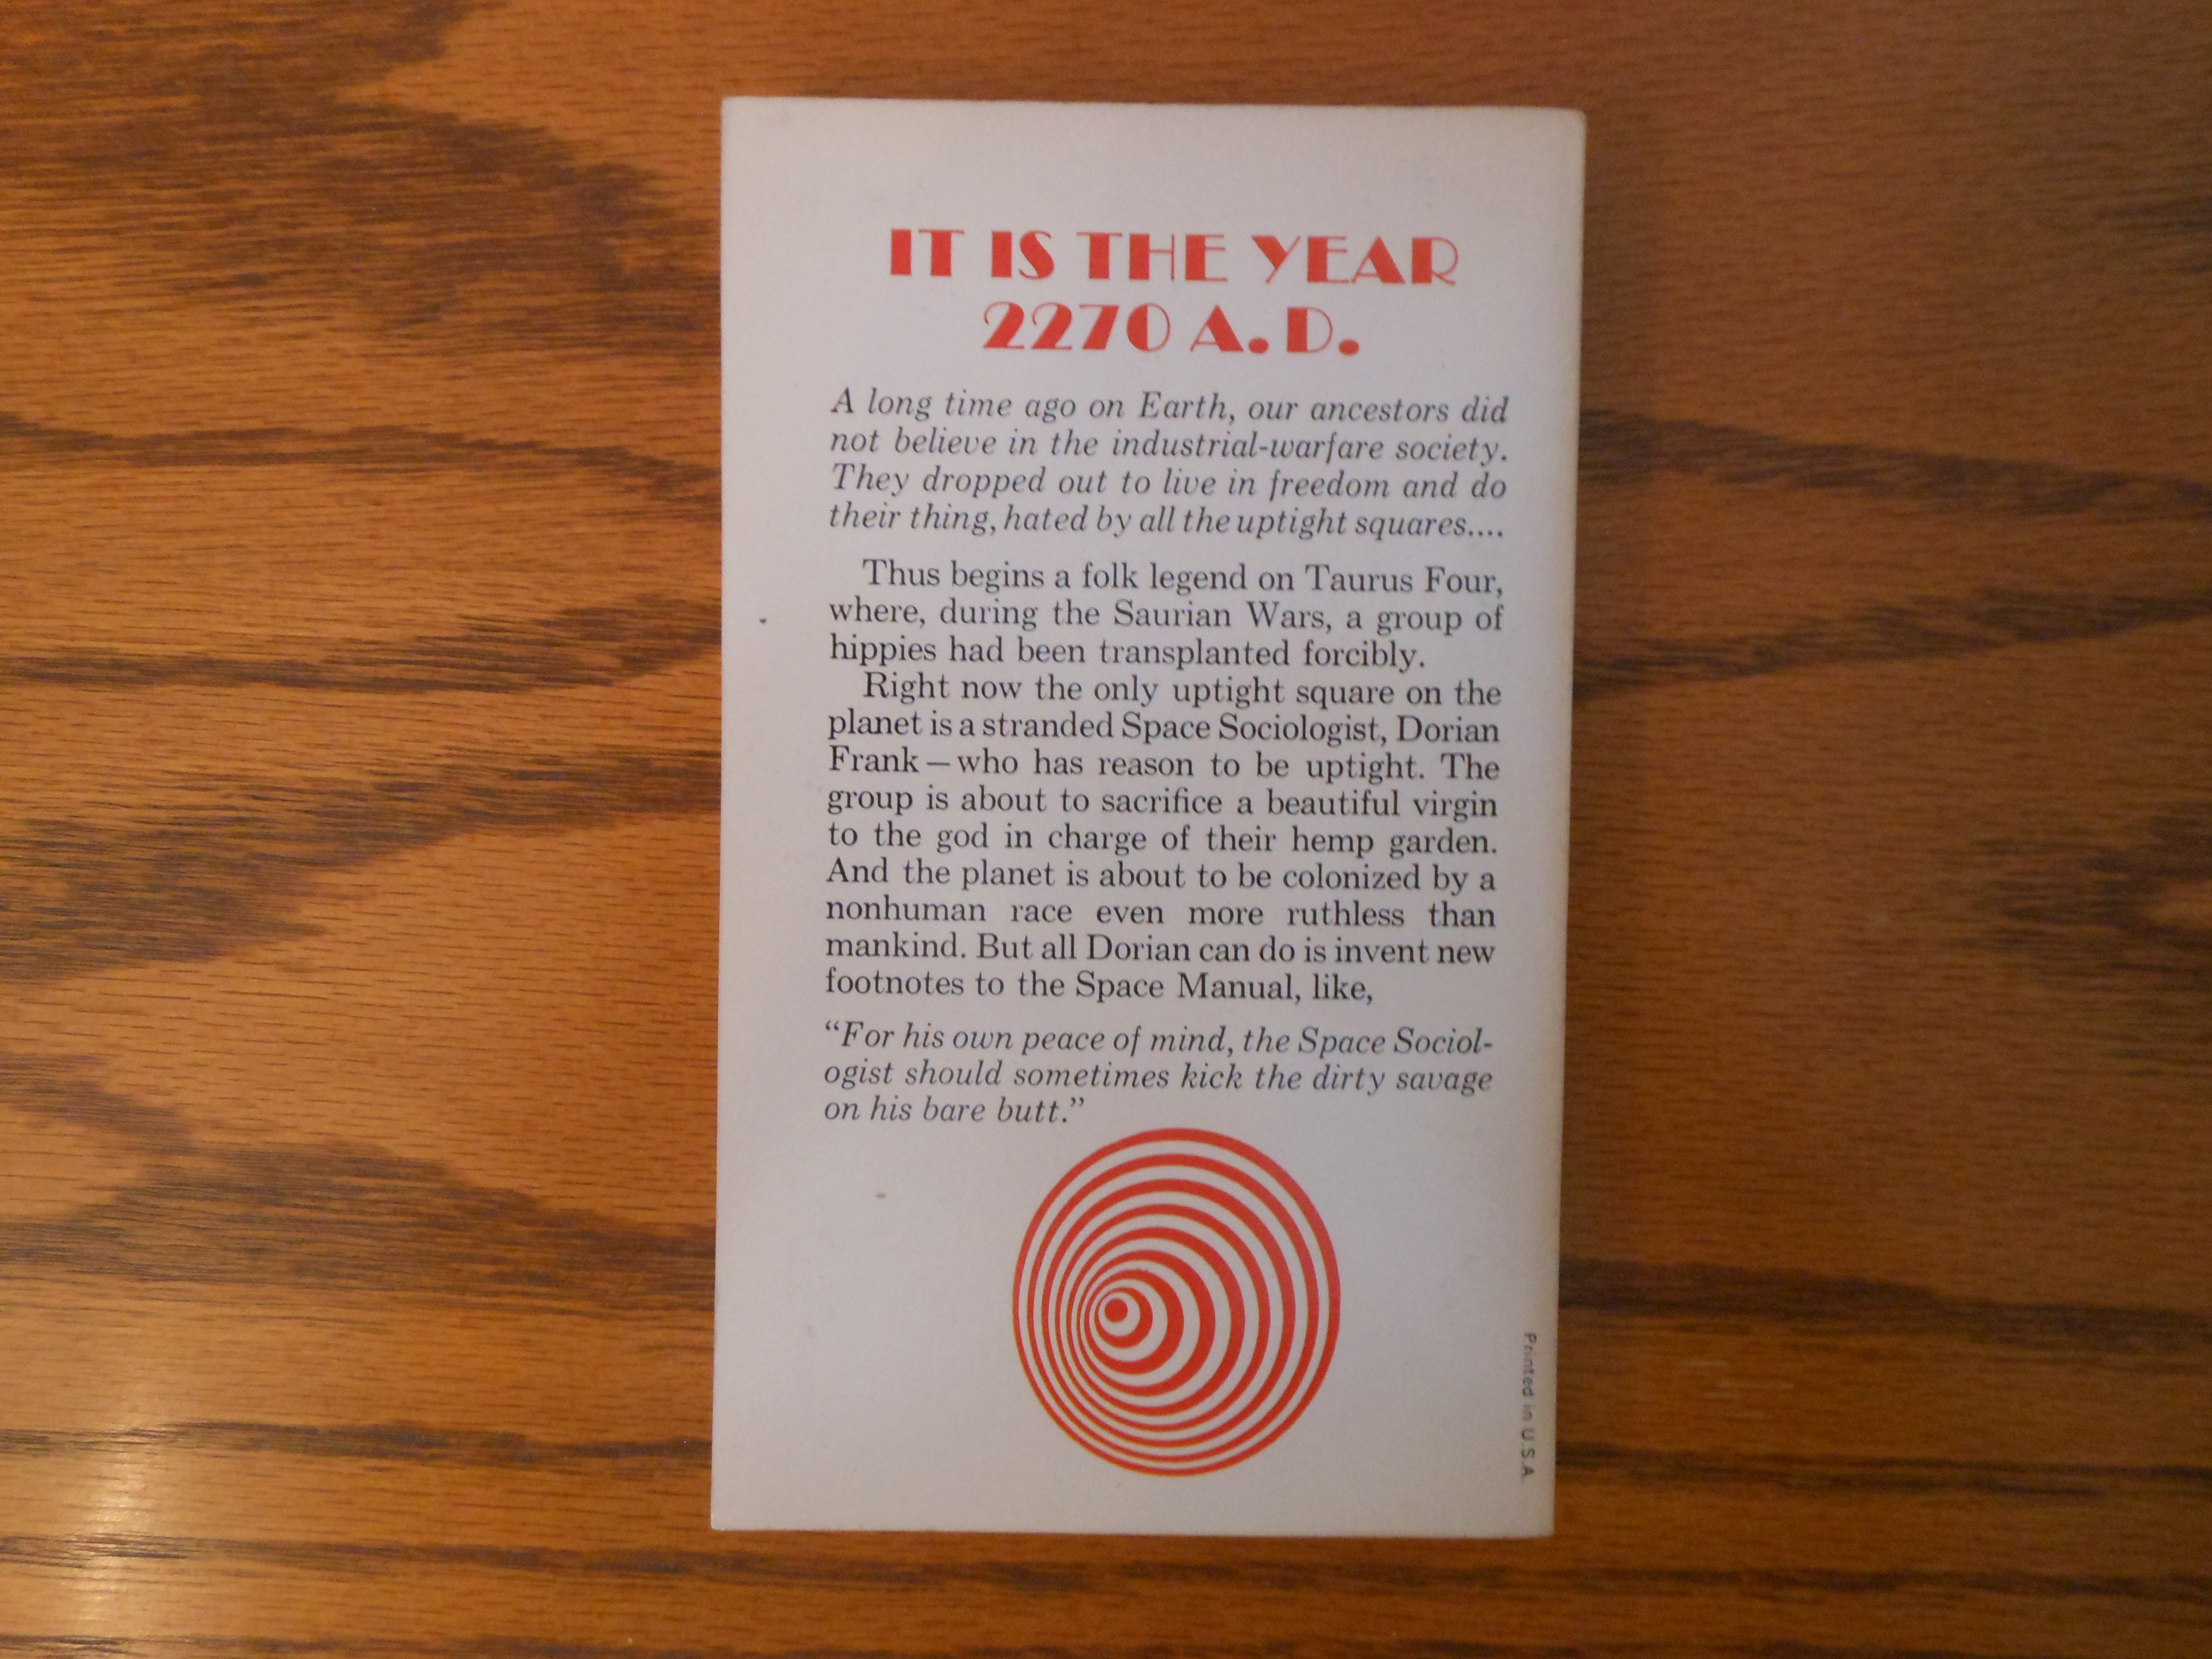 IT IS THE YEAR
2270 A.D.
A long time ago on Earth, our ancestors did
not believe in the industrial-warfare society.
They dropped out to live in freedom and do
their thing, hated by all the uptight squares....
Thus begins a folk legend on Taurus Four,
where, during the Saurian Wars, a group of
hippies had been transplanted forcibly.
Right now the only uptight square on the
planet is a stranded Space Sociologist, Dorian
Frank—who has reason to be uptight. The
group is about to sacrifice a beautiful virgin
to the god in charge of their hemp garden.
And the planet is about to be colonized by a
nonhuman race even more ruthless than
mankind. But all Dorian can do is invent new
footnotes to the Space Manual, like,
“For his own peace of mind, the Space Sociol-
ogist should sometimes kick the dirty savage
on his bare butt.”
Printed in U.S.A.